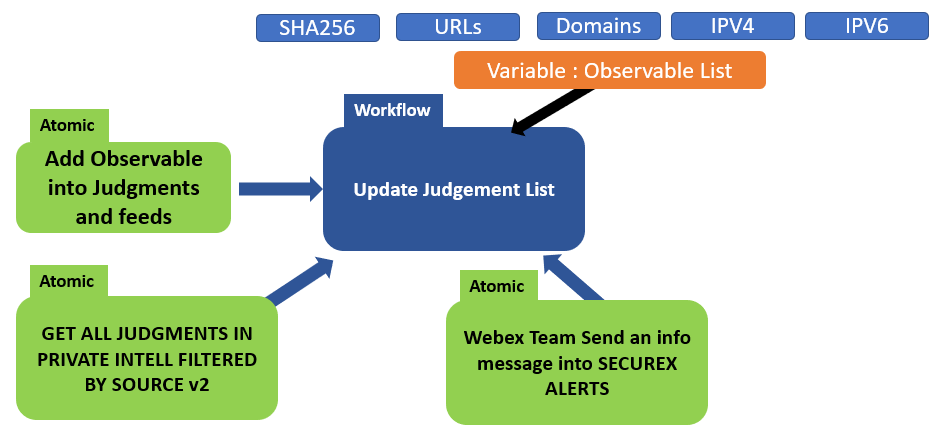 SHA256
URLs
Domains
IPV4
IPV6
Variable : Observable List
Workflow
Update Judgement List
Atomic
Add Observable
into Judgments
and feeds
Atomic
GET ALL JUDGMENTS IN
PRIVATE INTELL FILTERED
BY SOURCE v2
Atomic
Webex Team Send an info
message into SECUREX
ALERTS